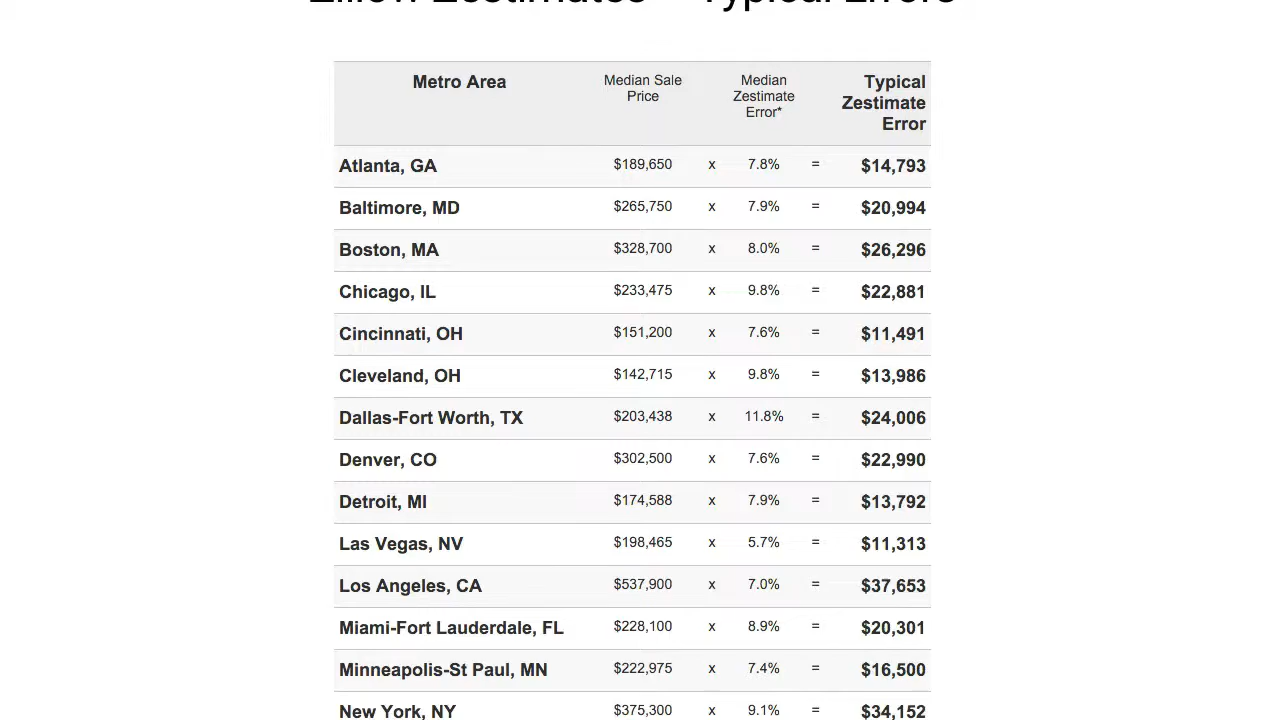 Zillow Zestimates - Typical Errors
Metro Area Median Sale Price Median Zestimate Error* Typical Zestimate Error
Atlanta, GA $189,650 x 7.8% = $14,793
Baltimore, MD $265,750 x 7.9% = $20,994
Boston, MA $328,700 x 8.0% = $26,296
Chicago, IL $233,475 x 9.8% = $22,881
Cincinnati, OH $151,200 x 7.6% = $11,491
Cleveland, OH $142,715 x 9.8% = $13,986
Dallas-Fort Worth, TX $203,438 x 11.8% = $24,006
Denver, CO $302,500 x 7.6% = $22,990
Detroit, MI $174,588 x 7.9% = $13,792
Las Vegas, NV $198,465 x 5.7% = $11,313
Los Angeles, CA $537,900 x 7.0% = $37,653
Miami-Fort Lauderdale, FL $228,100 x 8.9% = $20,301
Minneapolis-St Paul, MN $222,975 x 7.4% = $16,500
New York, NY $375,300 x 9.1% = $34,152